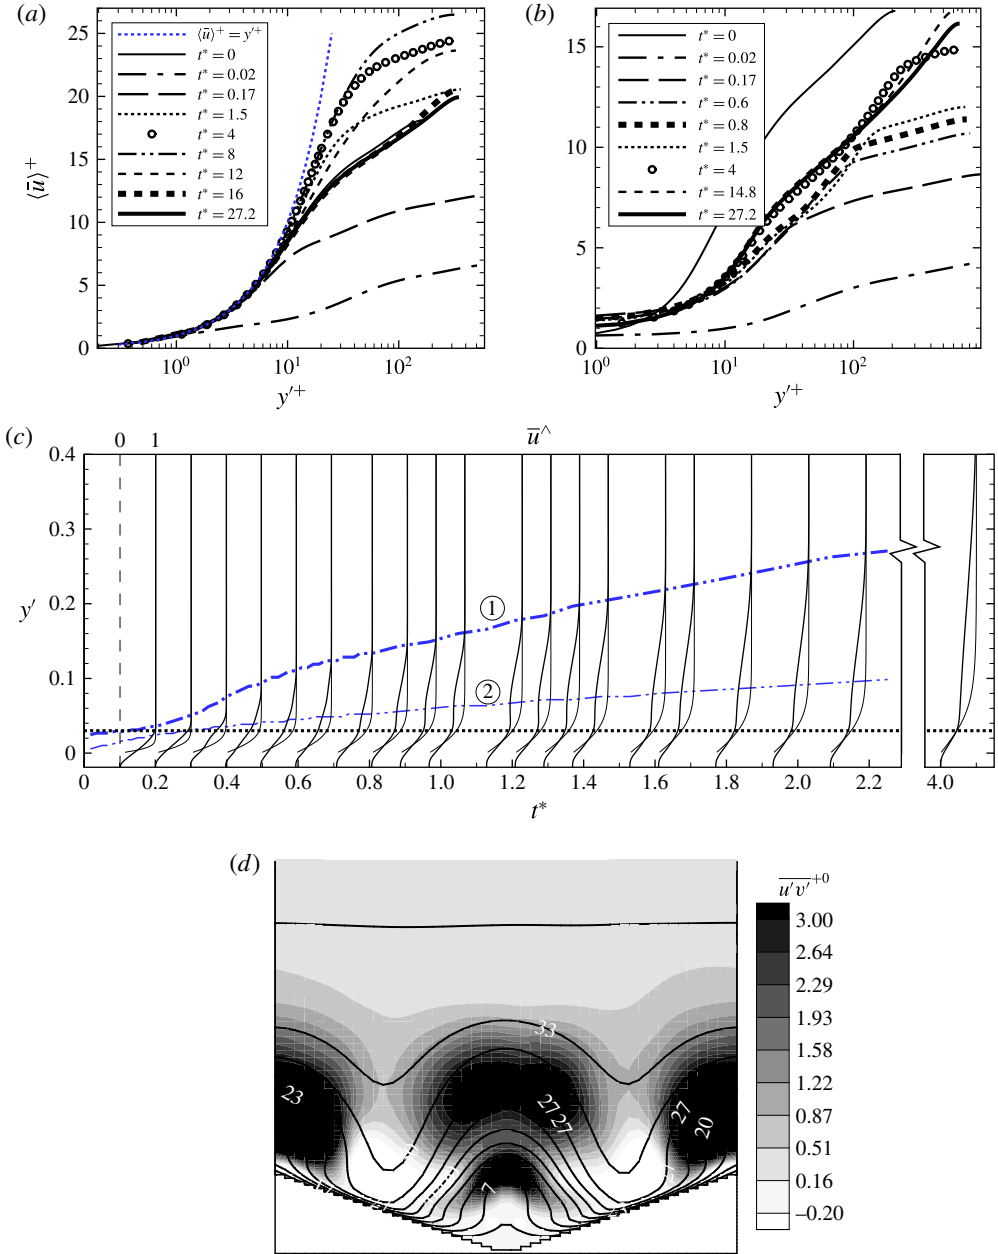 (a)
25
20
15
10
5
0
⟨ū⟩⁺
⟨ū⟩⁺ = y′⁺
t* = 0
t* = 0.02
t* = 0.17
t* = 1.5
t* = 4
t* = 8
t* = 12
t* = 16
t* = 27.2
10⁰ 10¹ 10²
y′⁺
(b)
15
10
5
0
t* = 0
t* = 0.02
t* = 0.17
t* = 0.6
t* = 0.8
t* = 1.5
t* = 4
t* = 14.8
t* = 27.2
10⁰ 10¹ 10² 10³
y′⁺
(c)
0 1 u̅^
0.4
0.3
0.2
0.1
0
y′
1
2
0 0.2 0.4 0.6 0.8 1.0 1.2 1.4 1.6 1.8 2.0 2.2 4.0
t*
(d)
33
23
27
27
27
20
7
u′v′⁺⁰
3.00
2.64
2.29
1.93
1.58
1.22
0.87
0.51
0.16
–0.20